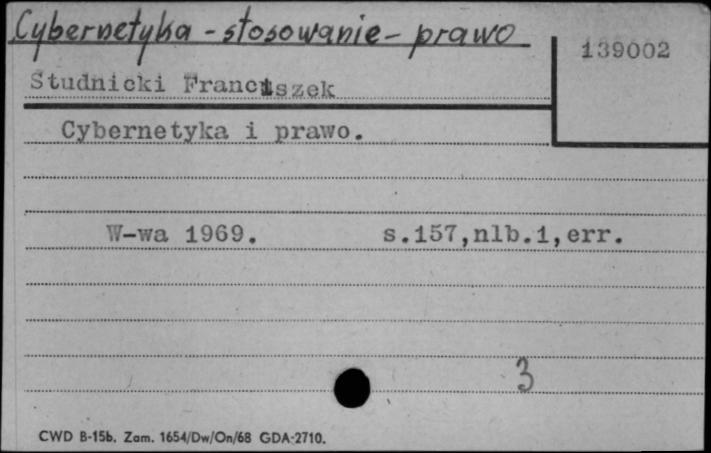 Cybernetyka - stosowanie - prawo
139002
Studnicki Franciszek
Cybernetyka i prawo.
W-wa 1969. s.157,nlb.1,err.
3
CWD B-15b. Zam. 1654/Dw/On/68 GDA-2710.